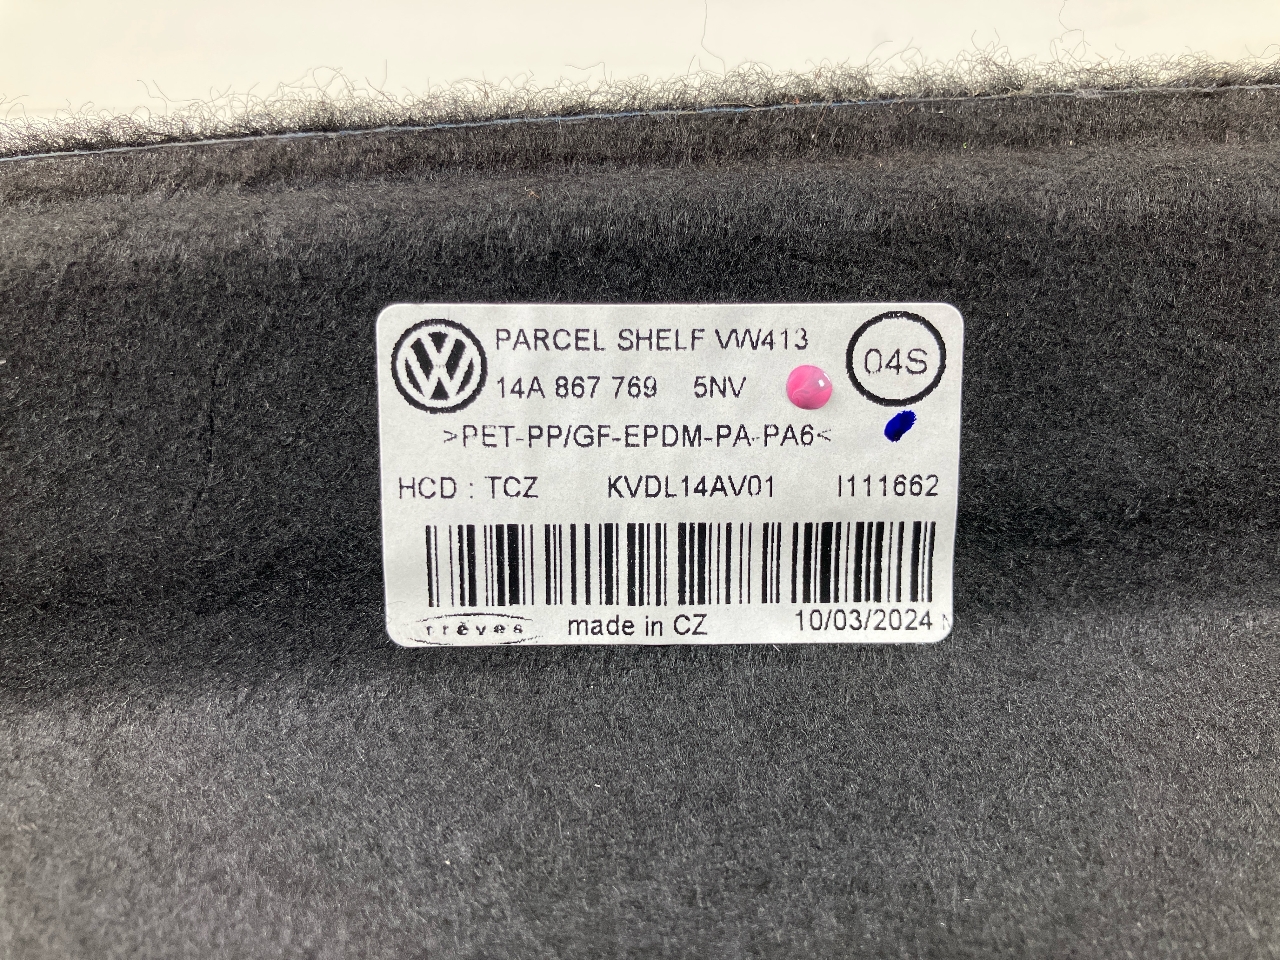 PARCEL SHELF VW413
04S
14A 867 769 5NV
>PET-PP/GF-EPDM-PA-PA6<
HCD : TCZ KVDL14AV01 I111662
trèves made in CZ 10/03/2024 N